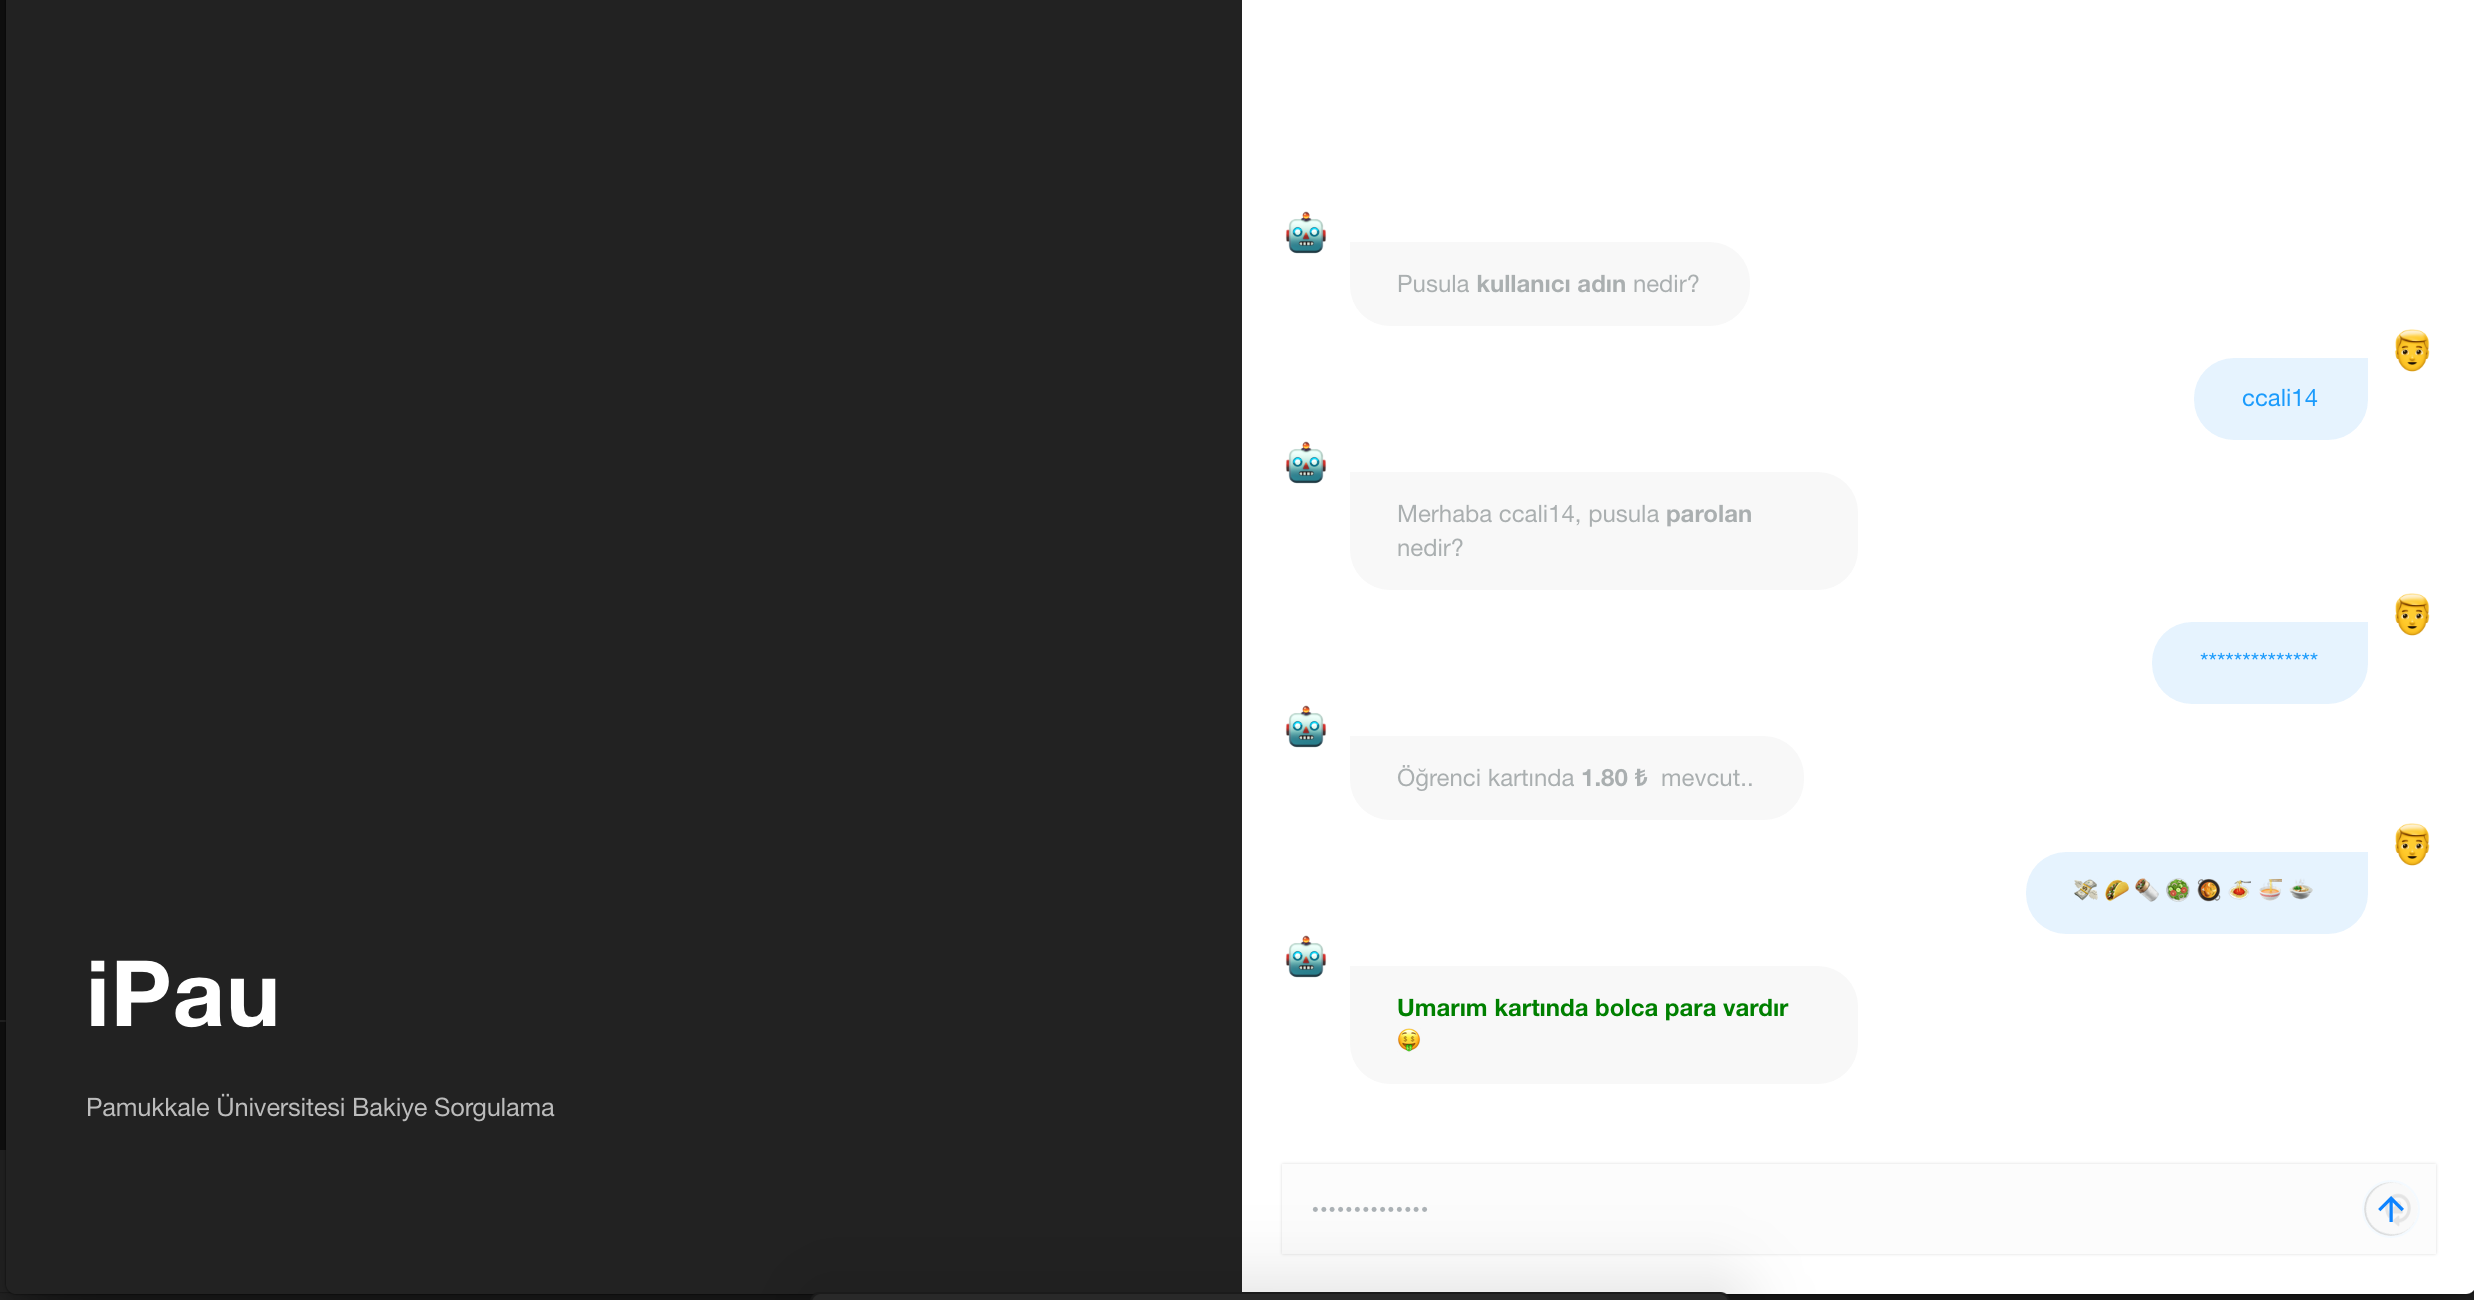 iPau
Pamukkale Üniversitesi Bakiye Sorgulama
Pusula kullanıcı adın nedir?
ccali14
Merhaba ccali14, pusula parolan
nedir?
**************
Öğrenci kartında 1.80 ₺ mevcut..
Umarım kartında bolca para vardır
••••••••••••••